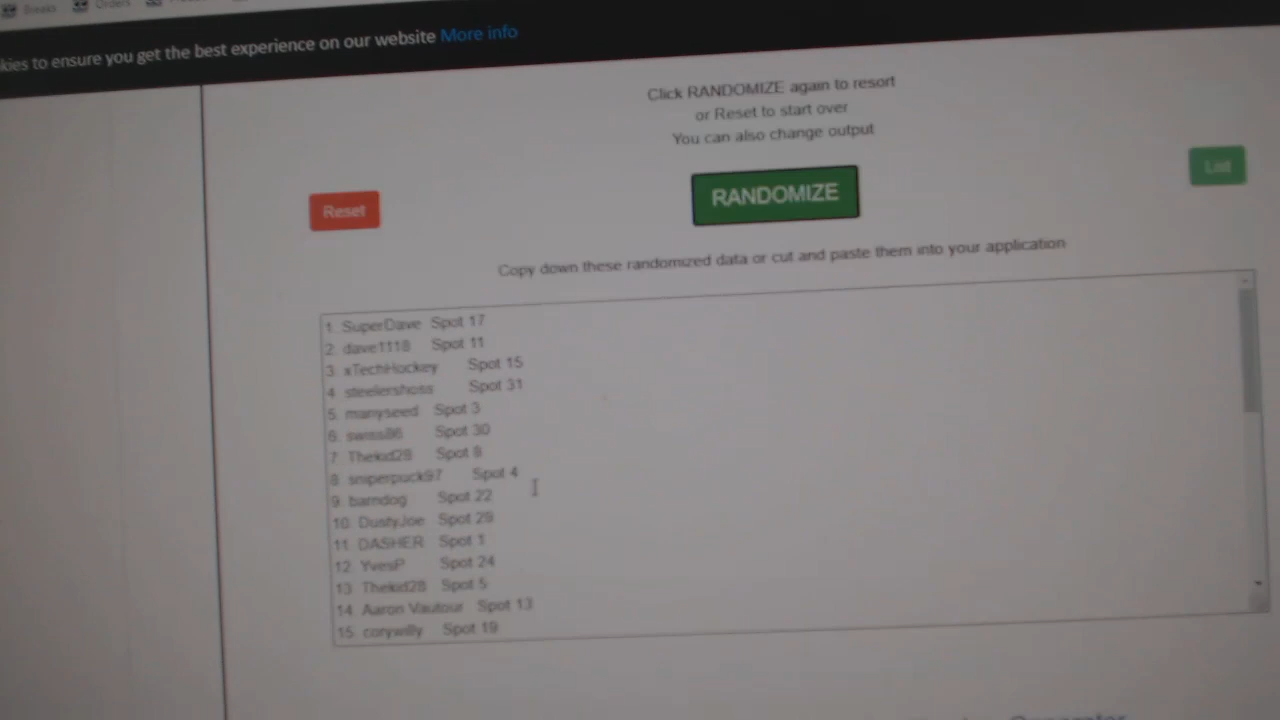 Breaks Orders
kies to ensure you get the best experience on our website More info
Click RANDOMIZE again to resort
or Reset to start over
You can also change output
Reset
RANDOMIZE
List
Copy down these randomized data or cut and paste them into your application
1. SuperDave Spot 17
2. dave1118 Spot 11
3. xTechHockey Spot 15
4. steelershoss Spot 31
5. manyseed Spot 3
6. swiss86 Spot 30
7. Thekid28 Spot 8
8. sniperpuck97 Spot 4
9. barndog Spot 22
10. DustyJoe Spot 29
11. DASHER Spot 1
12. YvesP Spot 24
13. Thekid28 Spot 5
14. Aaron Vautour Spot 13
15. corywilly Spot 19